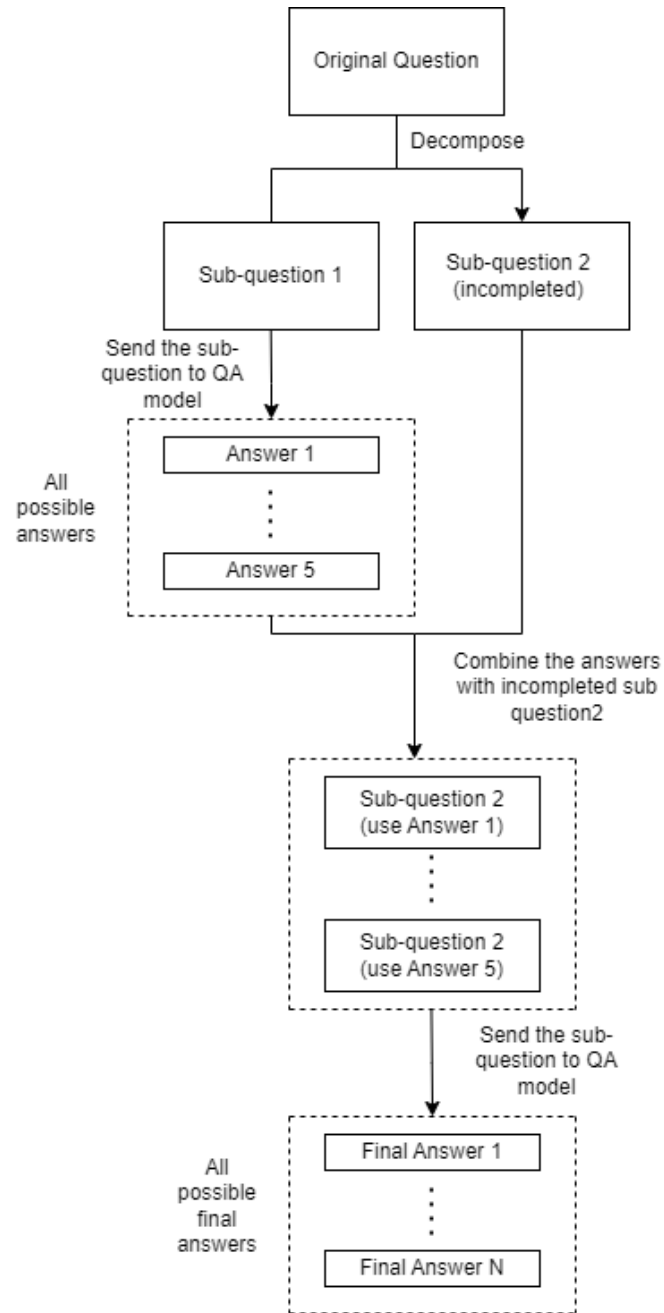 Original Question
Decompose
Sub-question 1
Sub-question 2
(incompleted)
Send the sub-
question to QA
model
All
possible
answers
Answer 1
Answer 5
Combine the answers
with incompleted sub
question2
Sub-question 2
(use Answer 1)
Sub-question 2
(use Answer 5)
Send the sub-
question to QA
model
All
possible
final
answers
Final Answer 1
Final Answer N